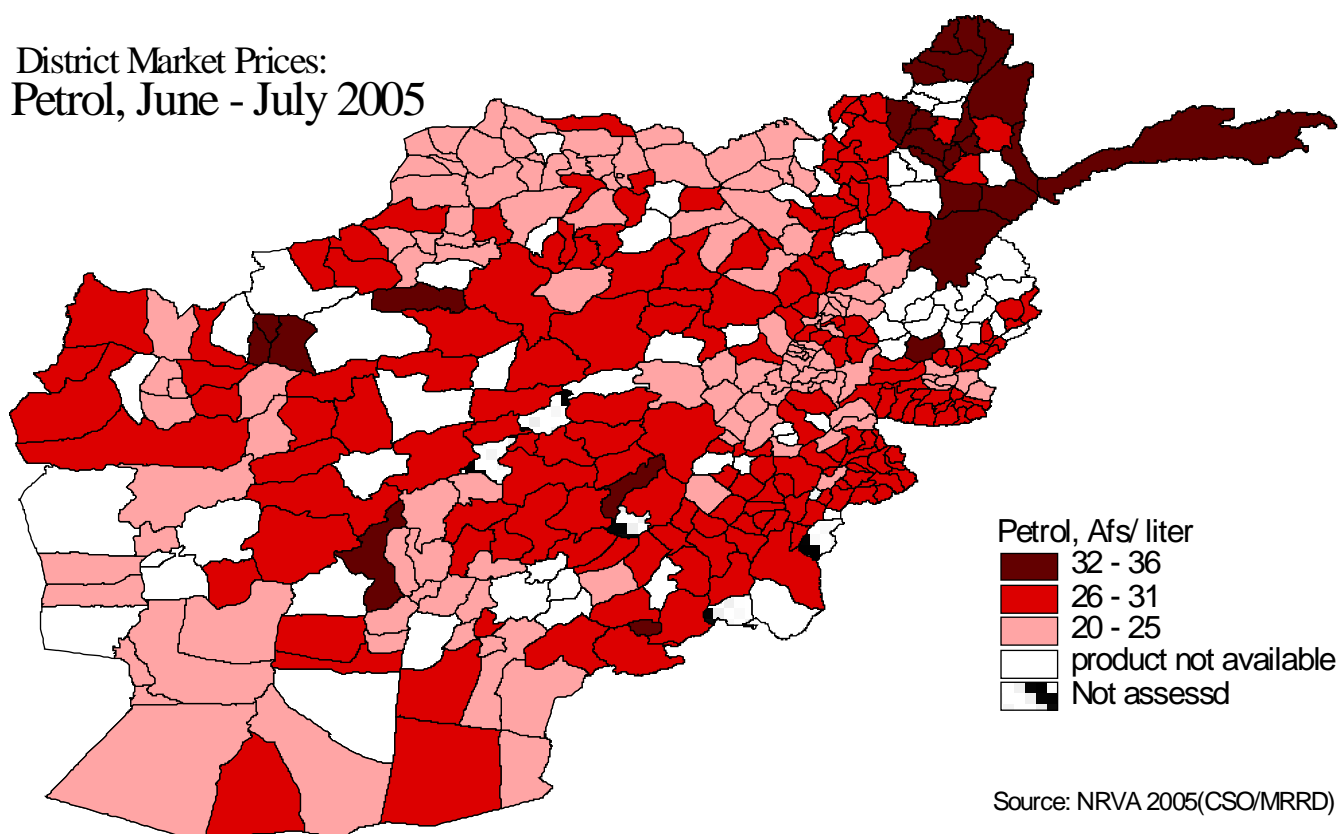 District Market Prices:
Petrol, June - July 2005
Petrol, Afs/ liter
32 - 36
26 - 31
20 - 25
product not available
Not assessd
Source: NRVA 2005(CSO/MRRD)